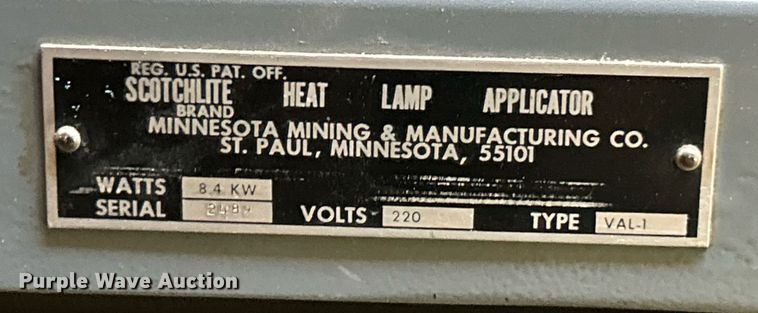 REG. U.S. PAT. OFF.
SCOTCHLITE HEAT LAMP APPLICATOR
BRAND
MINNESOTA MINING & MANUFACTURING CO.
ST. PAUL, MINNESOTA, 55101
WATTS 8.4 KW
SERIAL VOLTS 220 TYPE VAL-1
Purple Wave Auction